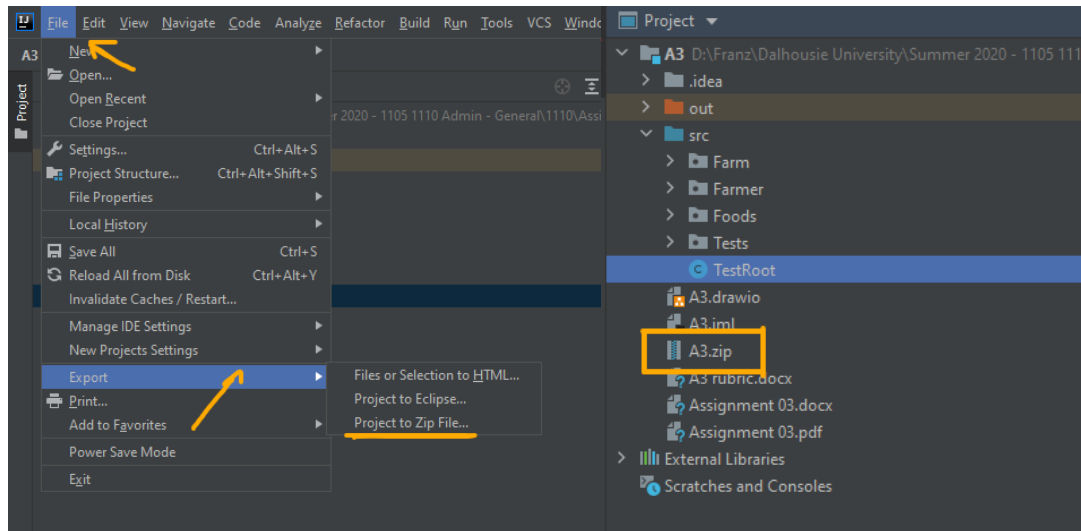 File Edit View Navigate Code Analyze Refactor Build Run Tools VCS Windo
A3
Project
r 2020 - 1105 1110 Admin - General\1110\Assi
New
Open...
Open Recent
Close Project
Settings... Ctrl+Alt+S
Project Structure... Ctrl+Alt+Shift+S
File Properties
Local History
Save All Ctrl+S
Reload All from Disk Ctrl+Alt+Y
Invalidate Caches / Restart...
Manage IDE Settings
New Projects Settings
Export
Print...
Add to Favorites
Power Save Mode
Exit
Files or Selection to HTML...
Project to Eclipse...
Project to Zip File...
Project
A3 D:\Franz\Dalhousie University\Summer 2020 - 1105 111
.idea
out
src
Farm
Farmer
Foods
Tests
TestRoot
A3.drawio
A3.iml
A3.zip
A3 rubric.docx
Assignment 03.docx
Assignment 03.pdf
External Libraries
Scratches and Consoles